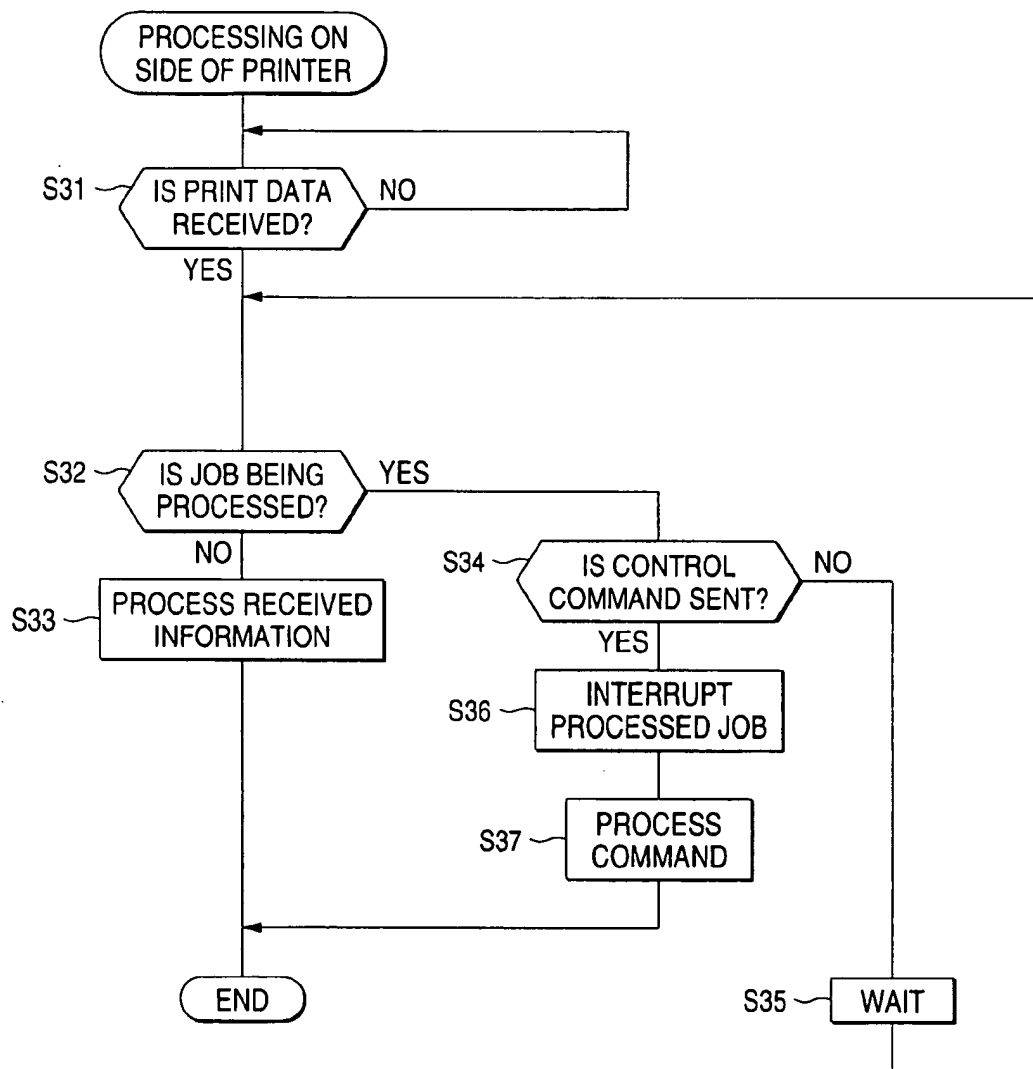 PROCESSING ON
SIDE OF PRINTER
S31
IS PRINT DATA
RECEIVED?
NO
YES
S32
IS JOB BEING
PROCESSED?
YES
NO
S33
PROCESS RECEIVED
INFORMATION
S34
IS CONTROL
COMMAND SENT?
NO
YES
S36
INTERRUPT
PROCESSED JOB
S37
PROCESS
COMMAND
END
S35
WAIT